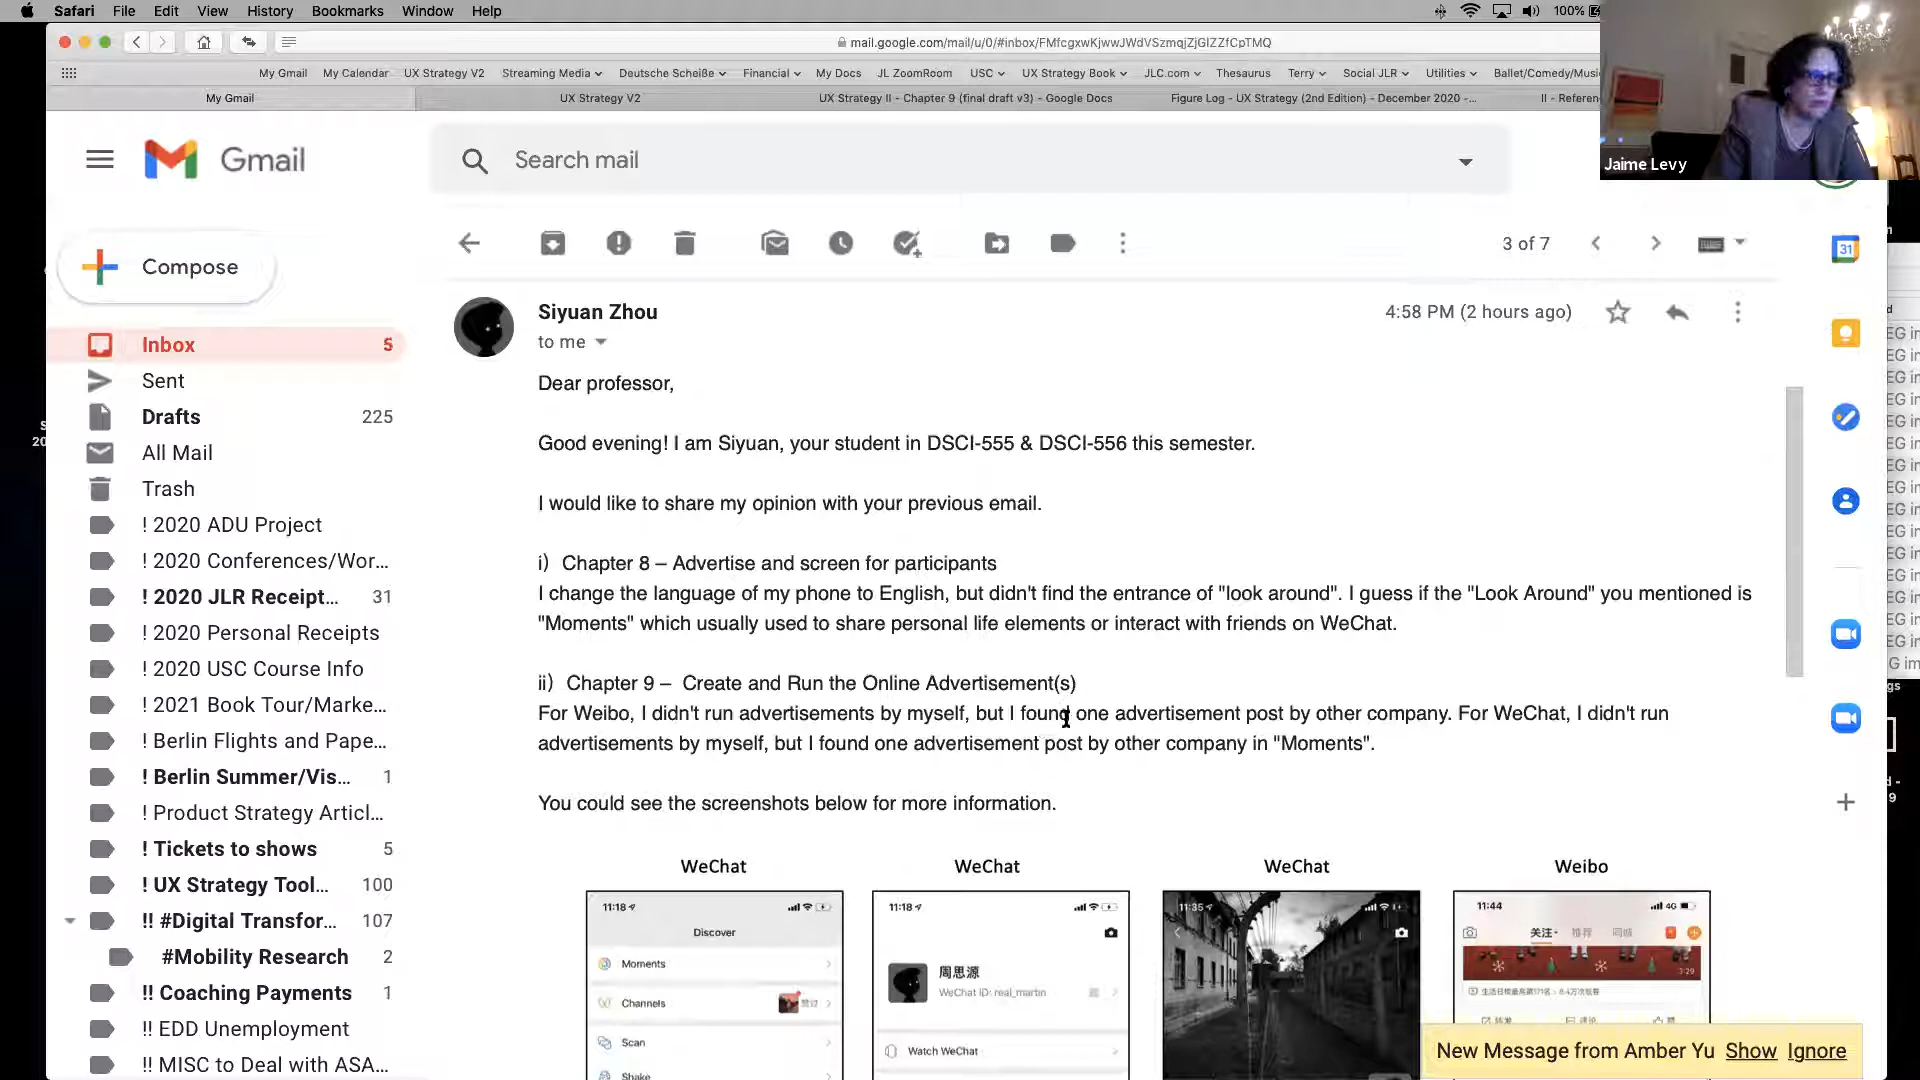 Safari File Edit View History Bookmarks Window Help 100%
mail.google.com/mail/u/0/#inbox/FMfcgxwKjwwJWdVSzmqjZjGlZZfCpTMQ
My Gmail My Calendar UX Strategy V2 Streaming Media Deutsche Scheiße Financial My Docs JL ZoomRoom USC UX Strategy Book JLC.com Thesaurus Terry Social JLR Utilities Ballet/Comedy/Musi
My Gmail UX Strategy V2 UX Strategy II - Chapter 9 (final draft v3) - Google Docs Figure Log - UX Strategy (2nd Edition) - December 2020 -... II - Referen
Jaime Levy
Gmail
Search mail
3 of 7
31
Compose
Inbox 5
Sent
Drafts 225
All Mail
Trash
! 2020 ADU Project
! 2020 Conferences/Wor...
! 2020 JLR Receipt... 31
! 2020 Personal Receipts
! 2020 USC Course Info
! 2021 Book Tour/Marke...
! Berlin Flights and Pape...
! Berlin Summer/Vis... 1
! Product Strategy Articl...
! Tickets to shows 5
! UX Strategy Tool... 100
!! #Digital Transfor... 107
#Mobility Research 2
!! Coaching Payments 1
!! EDD Unemployment
!! MISC to Deal with ASA...
Siyuan Zhou
4:58 PM (2 hours ago)
to me
Dear professor,
Good evening! I am Siyuan, your student in DSCI-555 & DSCI-556 this semester.
I would like to share my opinion with your previous email.
i) Chapter 8 – Advertise and screen for participants
I change the language of my phone to English, but didn't find the entrance of "look around". I guess if the "Look Around" you mentioned is
"Moments" which usually used to share personal life elements or interact with friends on WeChat.
ii) Chapter 9 – Create and Run the Online Advertisement(s)
For Weibo, I didn't run advertisements by myself, but I found one advertisement post by other company. For WeChat, I didn't run
advertisements by myself, but I found one advertisement post by other company in "Moments".
You could see the screenshots below for more information.
WeChat WeChat WeChat Weibo
11:18
Discover
Moments
Channels
Scan
Shake
11:18
周思源
WeChat ID: real_martin
Watch WeChat
11:35
11:44
4G
关注 推荐 同城
3:29
New Message from Amber Yu Show Ignore